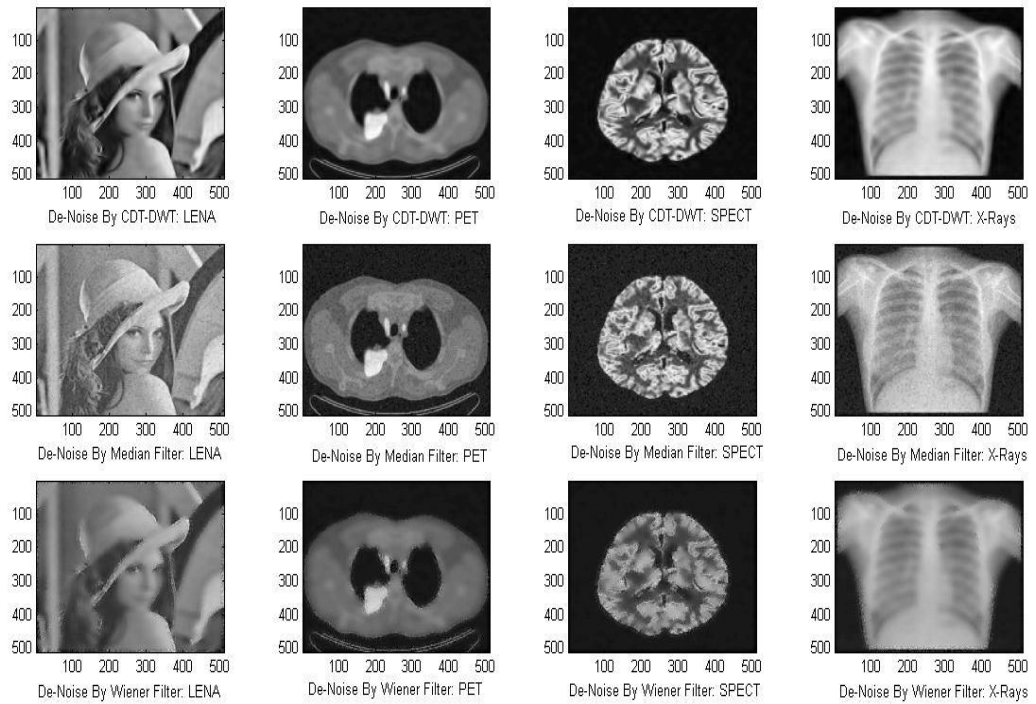 100
200
300
400
500
100 200 300 400 500
De-Noise By CDT-DWT: LENA
100
200
300
400
500
100 200 300 400 500
De-Noise By CDT-DWT: PET
100
200
300
400
500
100 200 300 400 500
De-Noise By CDT-DWT: SPECT
100
200
300
400
500
100 200 300 400 500
De-Noise By CDT-DWT: X-Rays
100
200
300
400
500
100 200 300 400 500
De-Noise By Median Filter: LENA
100
200
300
400
500
100 200 300 400 500
De-Noise By Median Filter: PET
100
200
300
400
500
100 200 300 400 500
De-Noise By Median Filter: SPECT
100
200
300
400
500
100 200 300 400 500
De-Noise By Median Filter: X-Rays
100
200
300
400
500
100 200 300 400 500
De-Noise By Wiener Filter: LENA
100
200
300
400
500
100 200 300 400 500
De-Noise By Wiener Filter: PET
100
200
300
400
500
100 200 300 400 500
De-Noise By Wiener Filter: SPECT
100
200
300
400
500
100 200 300 400 500
De-Noise By Wiener Filter: X-Rays